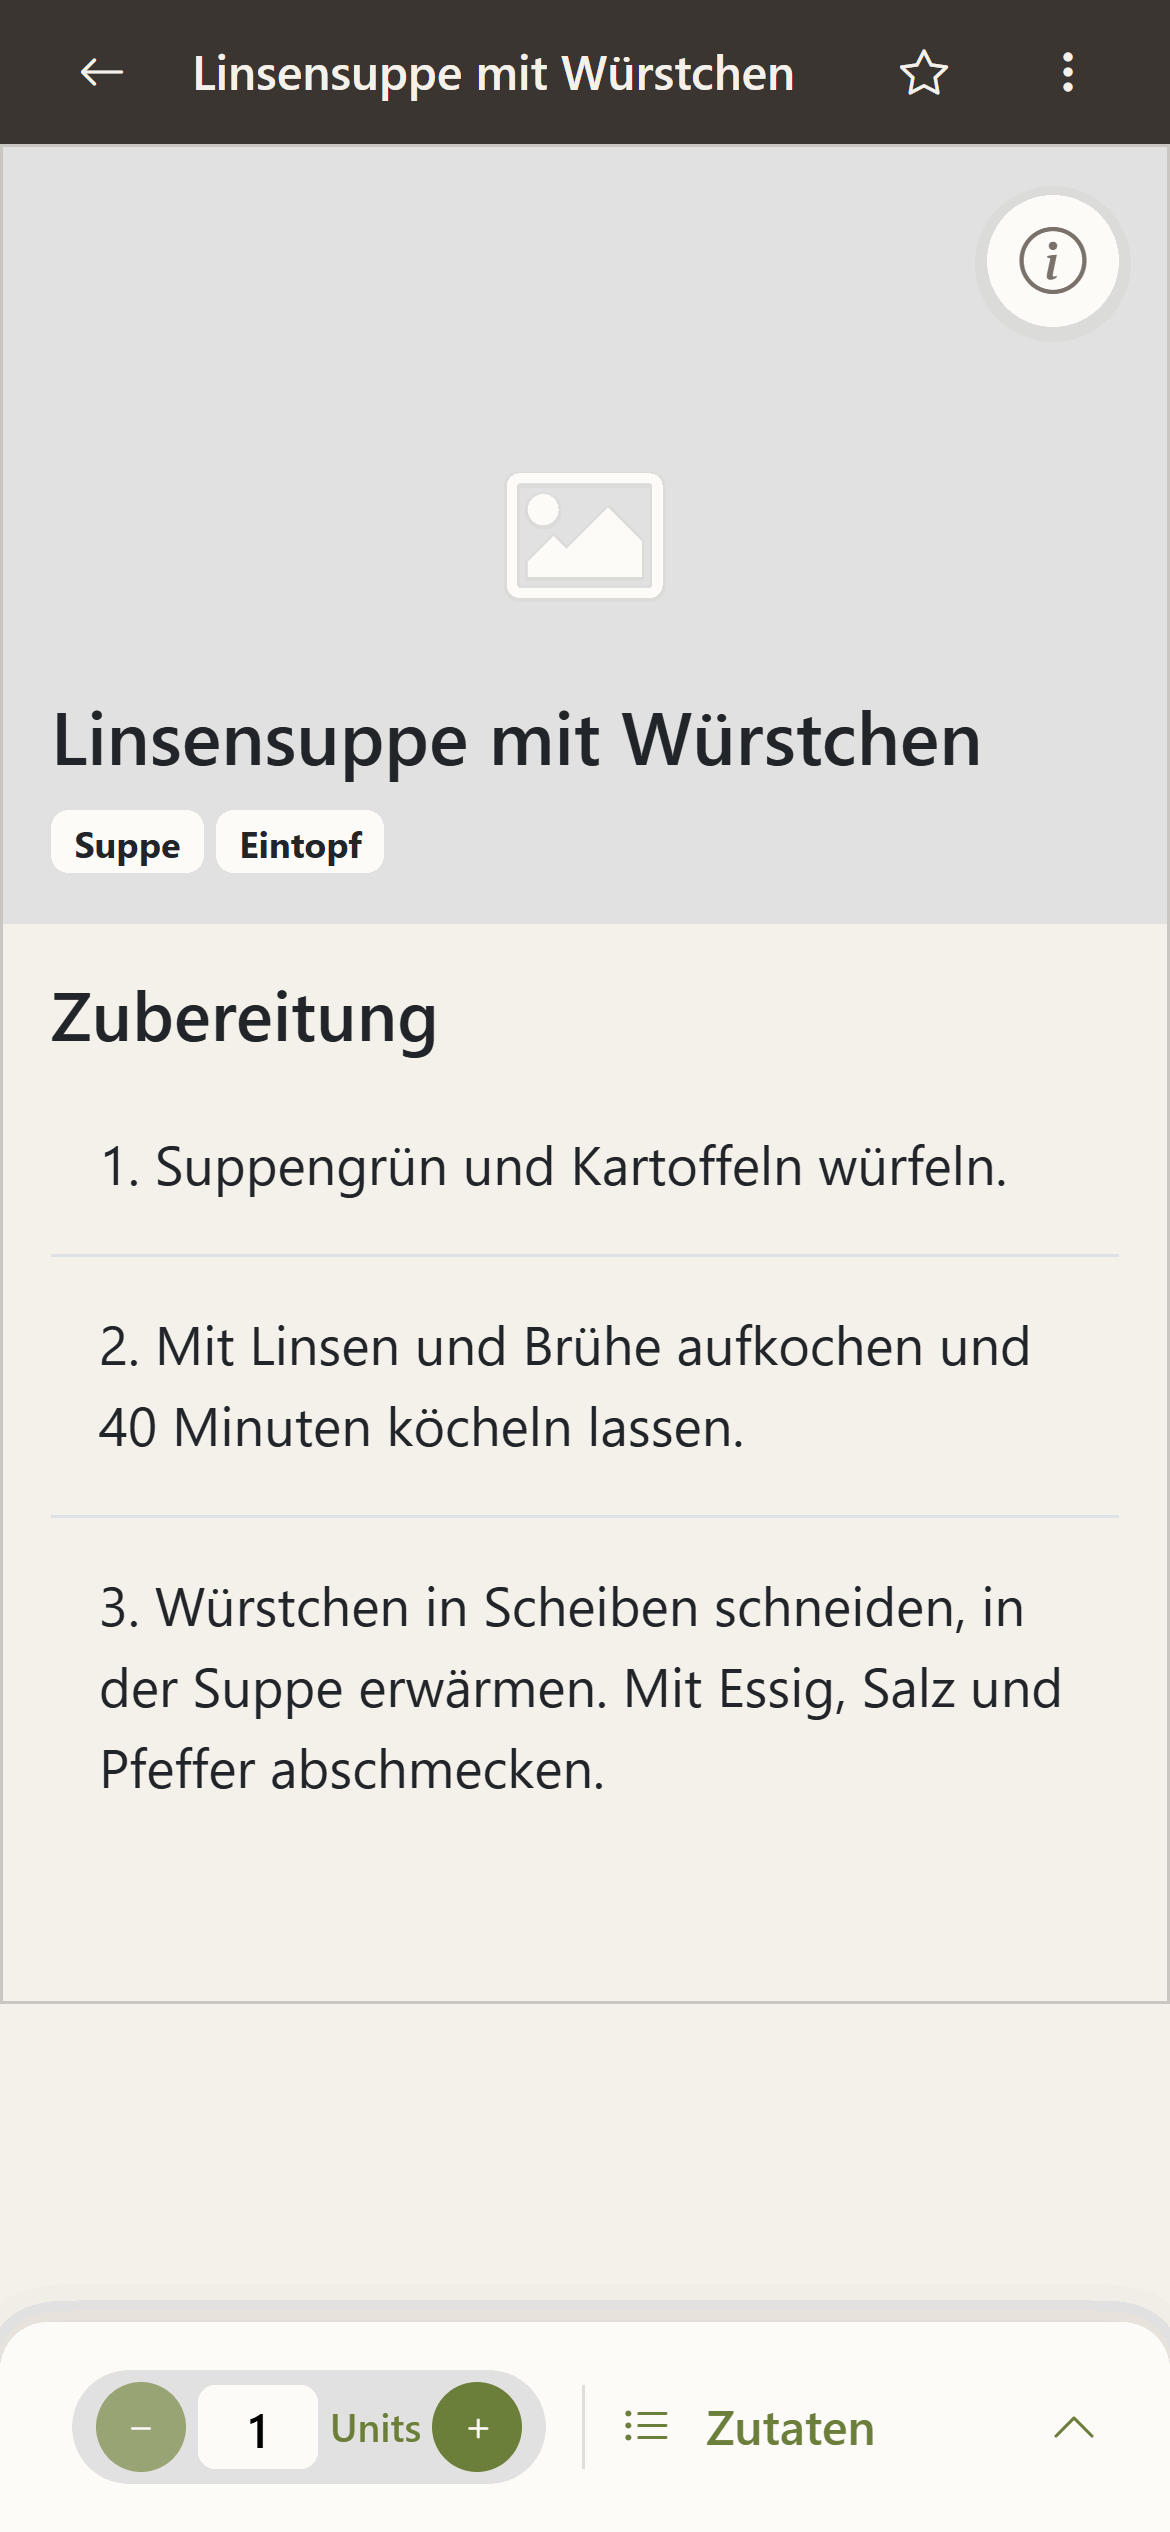 Linsensuppe mit Würstchen
i
Linsensuppe mit Würstchen
Suppe Eintopf
Zubereitung
1. Suppengrün und Kartoffeln würfeln.
2. Mit Linsen und Brühe aufkochen und
40 Minuten köcheln lassen.
3. Würstchen in Scheiben schneiden, in
der Suppe erwärmen. Mit Essig, Salz und
Pfeffer abschmecken.
− 1 Units + Zutaten